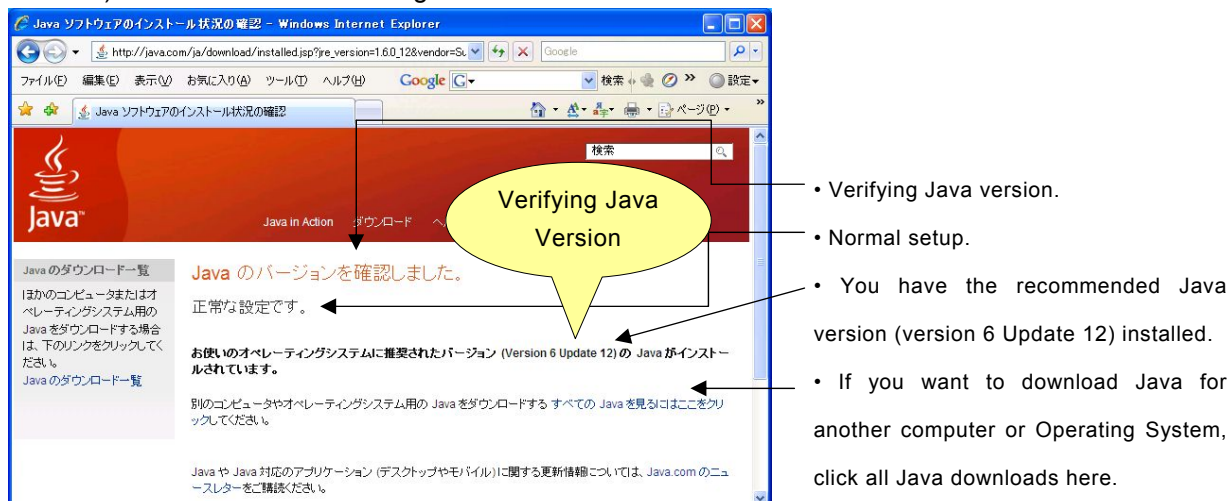 Java ソフトウェアのインストール状況の確認 - Windows Internet Explorer
http://java.com/ja/download/installed.jsp?jre_version=1.6.0_12&vendor=Su
Google
ファイル(F) 編集(E) 表示(V) お気に入り(A) ツール(T) ヘルプ(H) Google G 検索 » 設定
Java ソフトウェアのインストール状況の確認 ページ(P) »
検索
Java
Java in Action ダウンロード
Verifying Java
Version
Java のダウンロード一覧
ほかのコンピュータまたはオ
ペレーティングシステム用の
Java をダウンロードする場合
は、下のリンクをクリックしてく
ださい。
Java のダウンロード一覧
Java のバージョンを確認しました。
正常な設定です。
お使いのオペレーティングシステムに推奨されたバージョン (Version 6 Update 12) の Java がインストー
ルされています。
別のコンピュータやオペレーティングシステム用の Java をダウンロードする すべての Java を見るにはここをクリ
ックしてください。
Java や Java 対応のアプリケーション (デスクトップやモバイル) に関する更新情報については、Java.com のニュ
ースレターをご購読ください。
• Verifying Java version.
• Normal setup.
• You have the recommended Java
version (version 6 Update 12) installed.
• If you want to download Java for
another computer or Operating System,
click all Java downloads here.